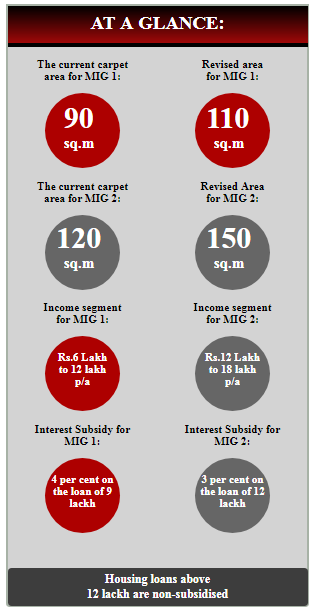 AT A GLANCE:
The current carpet
area for MIG 1:
90
sq.m
Revised area
for MIG 1:
110
sq.m
The current carpet
area for MIG 2:
120
sq.m
Revised Area
for MIG 2:
150
sq.m
Income segment
for MIG 1:
Rs.6 Lakh
to 12 lakh
p/a
Income segment
for MIG 2:
Rs.12 Lakh
to 18 lakh
p/a
Interest Subsidy for
MIG 1:
4 per cent on
the loan of 9
lackh
Interest Subsidy for
MIG 2:
3 per cent on
the loan of 12
lackh
Housing loans above
12 lackh are non-subsidised